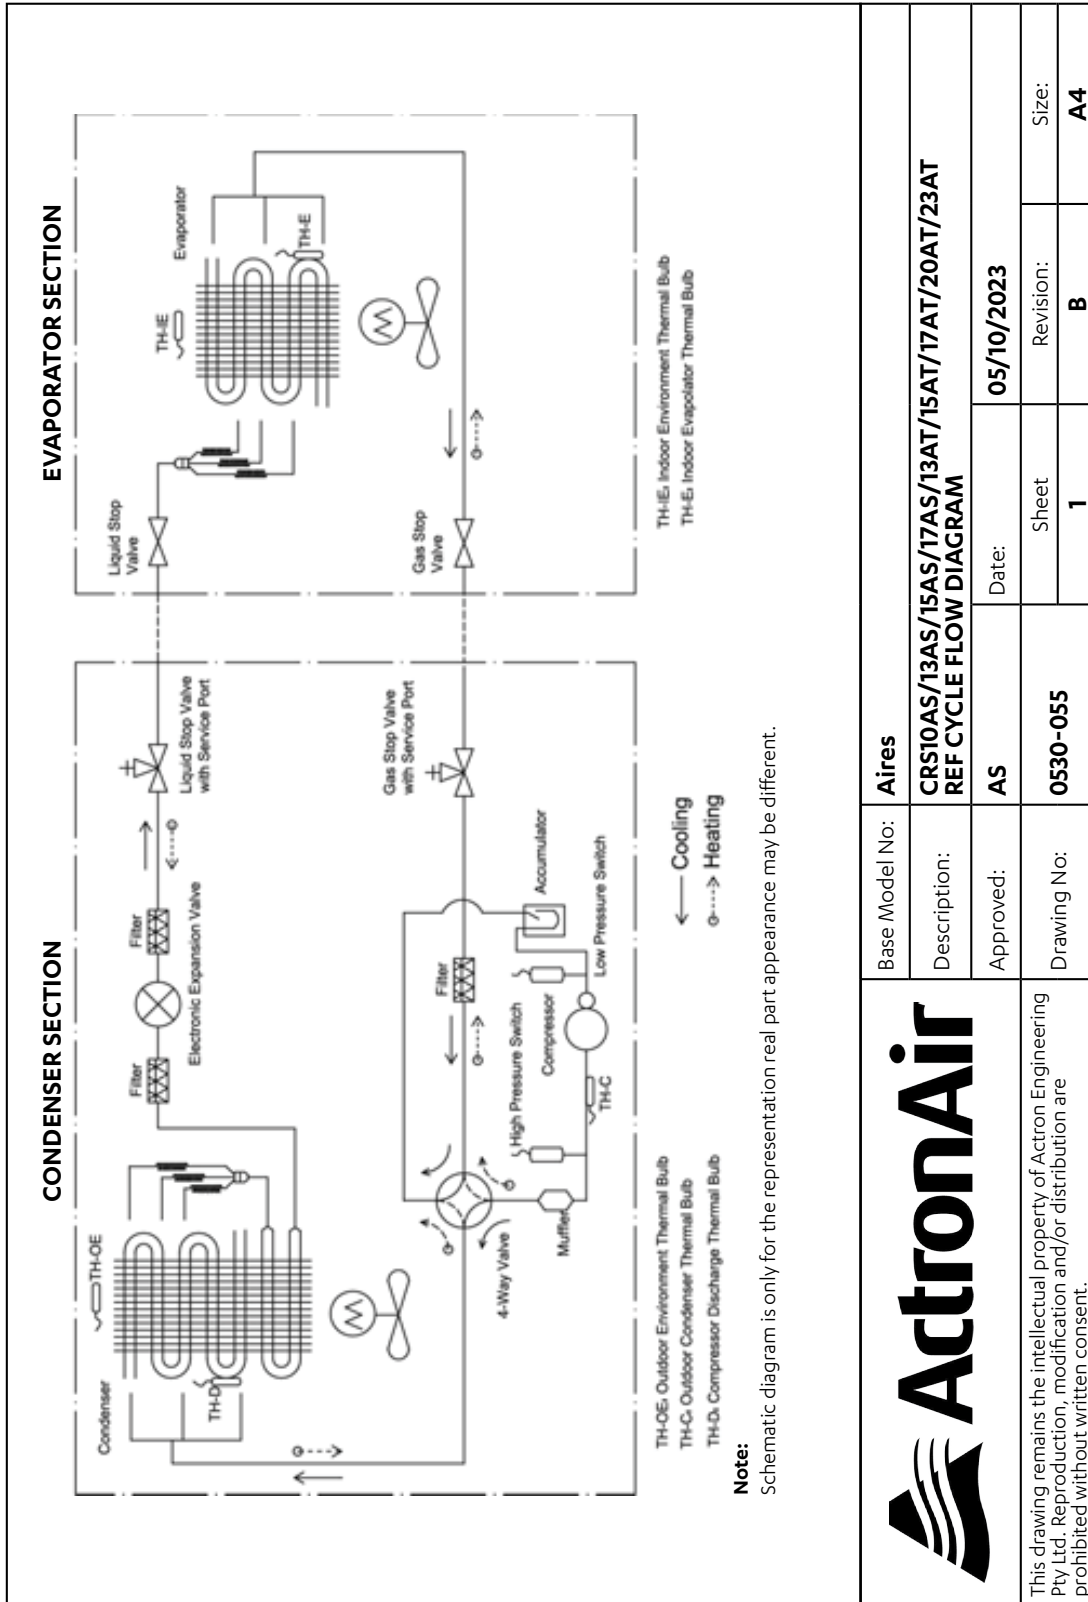 CONDENSER SECTION
EVAPORATOR SECTION
Condenser
TH-OE
TH-D
Filter
Electronic Expansion Valve
Filter
Liquid Stop Valve
with Service Port
Liquid Stop
Valve
TH-IE
Evaporator
TH-E
4-Way Valve
Muffler
High Pressure Switch
TH-C
Compressor
Filter
Low Pressure Switch
Accumulator
Gas Stop Valve
with Service Port
Gas Stop
Valve
TH-OE: Outdoor Environment Thermal Bulb
TH-C: Outdoor Condenser Thermal Bulb
TH-D: Compressor Discharge Thermal Bulb
Cooling
Heating
TH-IE: Indoor Environment Thermal Bulb
TH-E: Indoor Evapolator Thermal Bulb
Note:
Schematic diagram is only for the representation real part appearance may be different.
ActronAir
This drawing remains the intellectual property of Actron Engineering
Pty Ltd. Reproduction, modification and/or distribution are
prohibited without written consent.
Base Model No: Aires
Description: CRS10AS/13AS/15AS/17AS/13AT/15AT/17AT/20AT/23AT
REF CYCLE FLOW DIAGRAM
Approved: AS Date: 05/10/2023
Drawing No: 0530-055
Sheet Revision: Size:
1 B A4